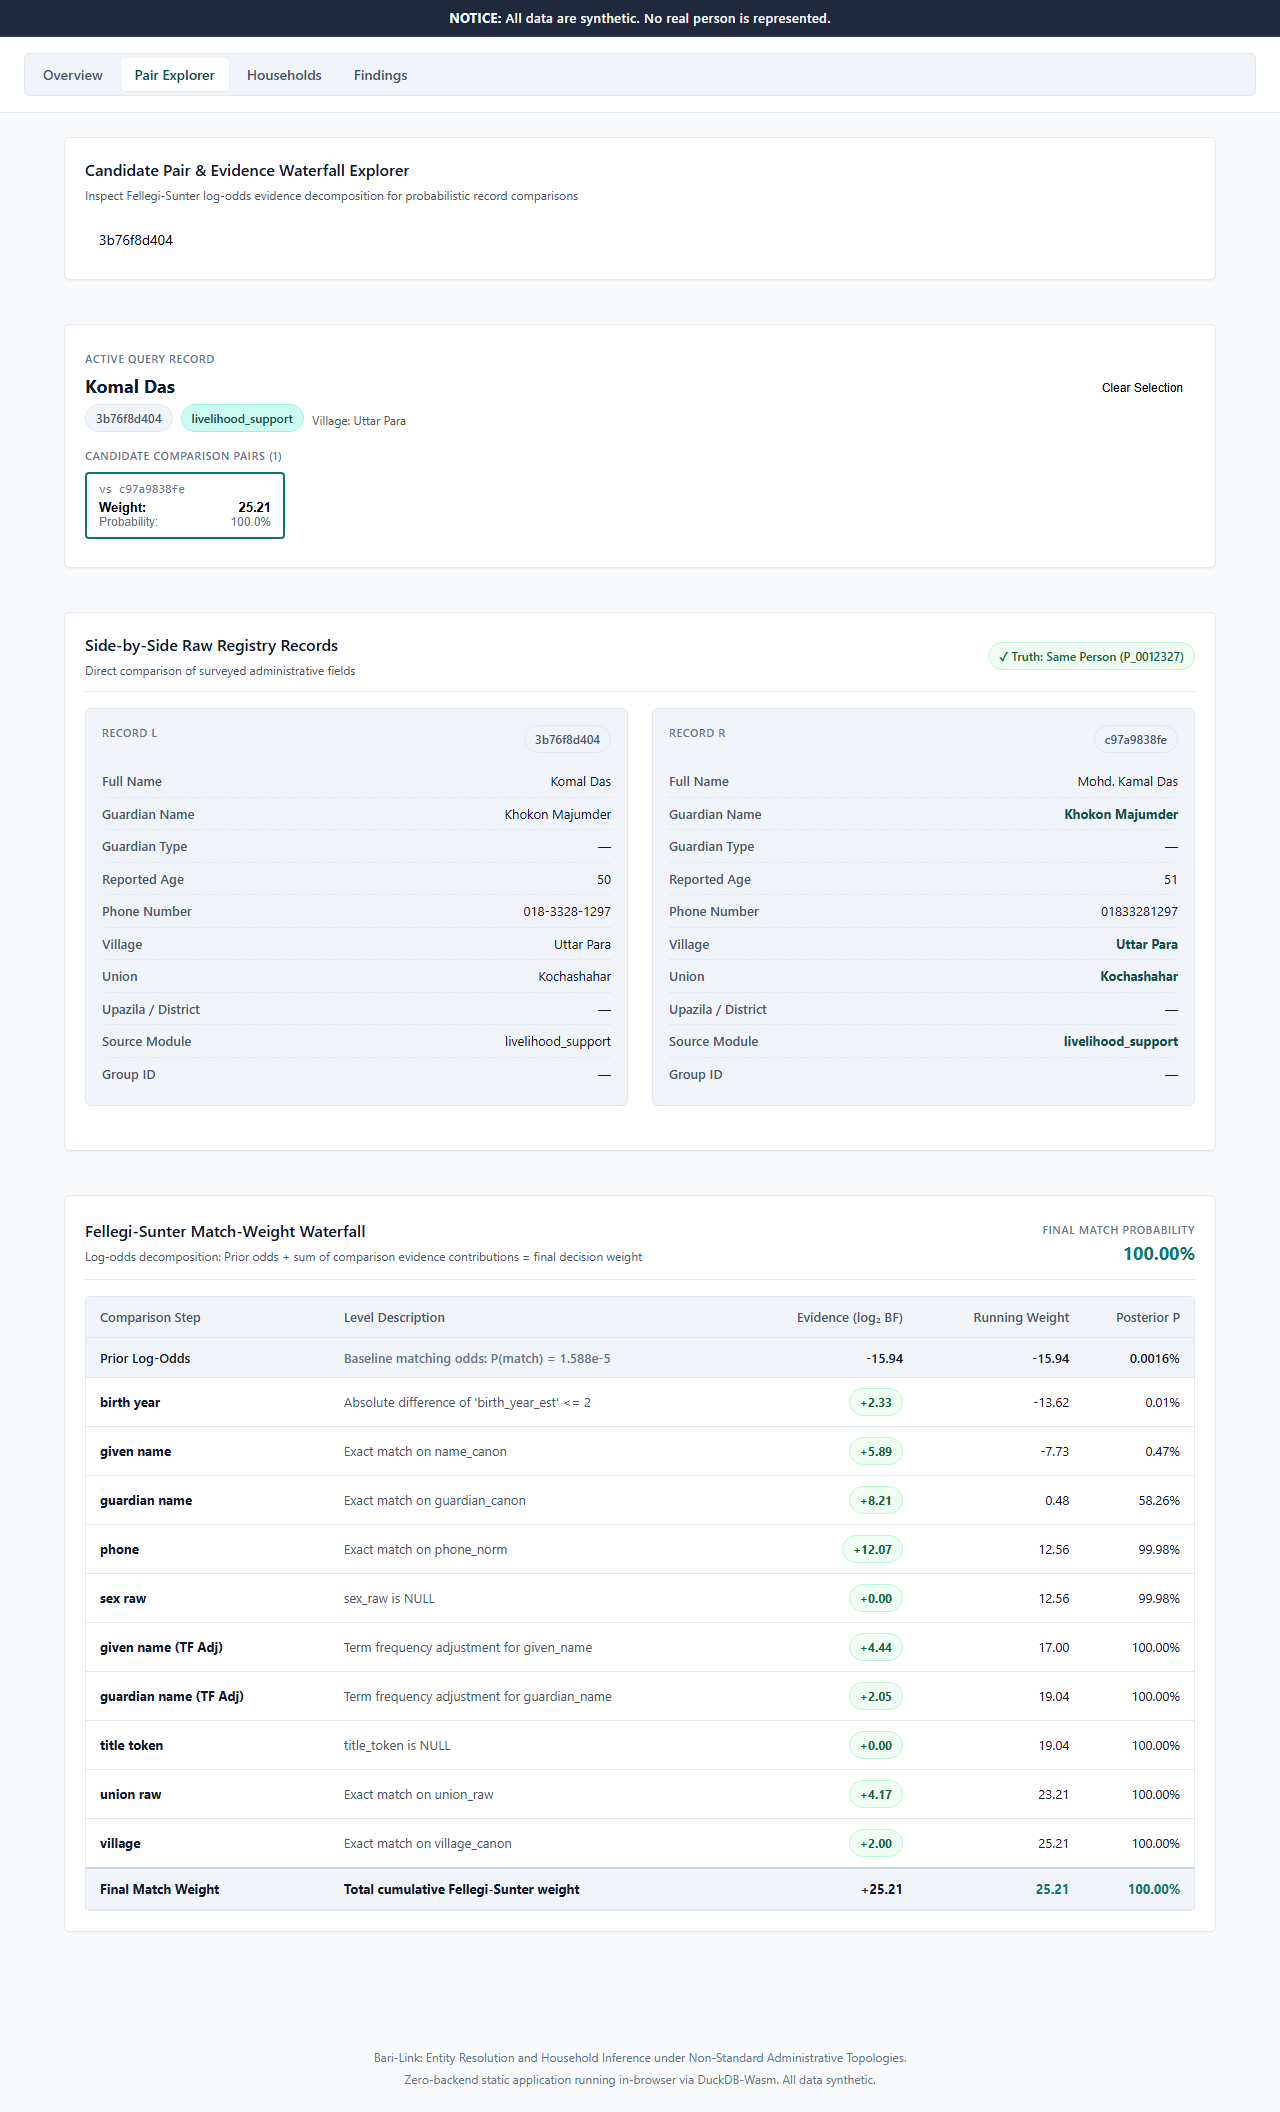 NOTICE: All data are synthetic. No real person is represented.
Overview Pair Explorer Households Findings
Candidate Pair & Evidence Waterfall Explorer
Inspect Fellegi-Sunter log-odds evidence decomposition for probabilistic record comparisons
3b76f8d404
ACTIVE QUERY RECORD
Komal Das
Clear Selection
3b76f8d404 livelihood_support Village: Uttar Para
CANDIDATE COMPARISON PAIRS (1)
vs c97a9838fe
Weight: 25.21
Probability: 100.0%
Side-by-Side Raw Registry Records
Direct comparison of surveyed administrative fields
✓ Truth: Same Person (P_0012327)
RECORD L 3b76f8d404
Full Name Komal Das
Guardian Name Khokon Majumder
Guardian Type —
Reported Age 50
Phone Number 018-3328-1297
Village Uttar Para
Union Kochashahar
Upazila / District —
Source Module livelihood_support
Group ID —
RECORD R c97a9838fe
Full Name Mohd. Kamal Das
Guardian Name Khokon Majumder
Guardian Type —
Reported Age 51
Phone Number 01833281297
Village Uttar Para
Union Kochashahar
Upazila / District —
Source Module livelihood_support
Group ID —
Fellegi-Sunter Match-Weight Waterfall
Log-odds decomposition: Prior odds + sum of comparison evidence contributions = final decision weight
FINAL MATCH PROBABILITY
100.00%
Comparison Step Level Description Evidence (log₂ BF) Running Weight Posterior P
Prior Log-Odds Baseline matching odds: P(match) = 1.588e-5 -15.94 -15.94 0.0016%
birth year Absolute difference of 'birth_year_est' <= 2 +2.33 -13.62 0.01%
given name Exact match on name_canon +5.89 -7.73 0.47%
guardian name Exact match on guardian_canon +8.21 0.48 58.26%
phone Exact match on phone_norm +12.07 12.56 99.98%
sex raw sex_raw is NULL +0.00 12.56 99.98%
given name (TF Adj) Term frequency adjustment for given_name +4.44 17.00 100.00%
guardian name (TF Adj) Term frequency adjustment for guardian_name +2.05 19.04 100.00%
title token title_token is NULL +0.00 19.04 100.00%
union raw Exact match on union_raw +4.17 23.21 100.00%
village Exact match on village_canon +2.00 25.21 100.00%
Final Match Weight Total cumulative Fellegi-Sunter weight +25.21 25.21 100.00%
Bari-Link: Entity Resolution and Household Inference under Non-Standard Administrative Topologies.
Zero-backend static application running in-browser via DuckDB-Wasm. All data synthetic.